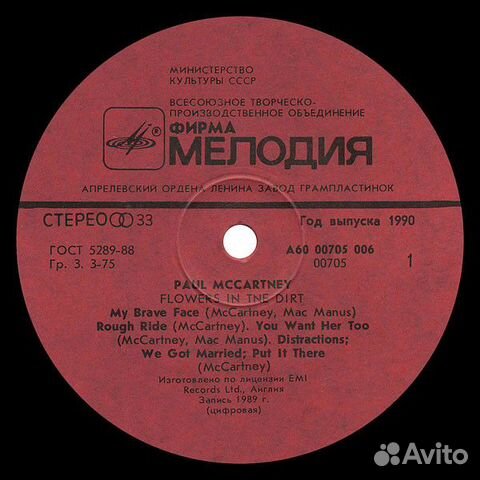 МИНИСТЕРСТВО
КУЛЬТУРЫ СССР
ВСЕСОЮЗНОЕ ТВОРЧЕСКО-
ПРОИЗВОДСТВЕННОЕ ОБЪЕДИНЕНИЕ
ФИРМА
® МЕЛОДИЯ
АПРЕЛЕВСКИЙ ОРДЕНА ЛЕНИНА ЗАВОД ГРАМПЛАСТИНОК
СТЕРЕО 33
Год выпуска 1990
ГОСТ 5289-88
Гр. 3. 3-75
А60 00705 006
00705
1
PAUL MCCARTNEY
FLOWERS IN TNE DIRT
My Brave Face (McCartney, Mac Manus)
Rough Ride (McCartney). You Want Her Too
(McCartney, Mac Manus). Distractions;
We Got Married; Put It There
(McCartney)
Изготовлено по лицензии EMI
Records Ltd., Англия
Запись 1989 г.
(цифровая)
Avito